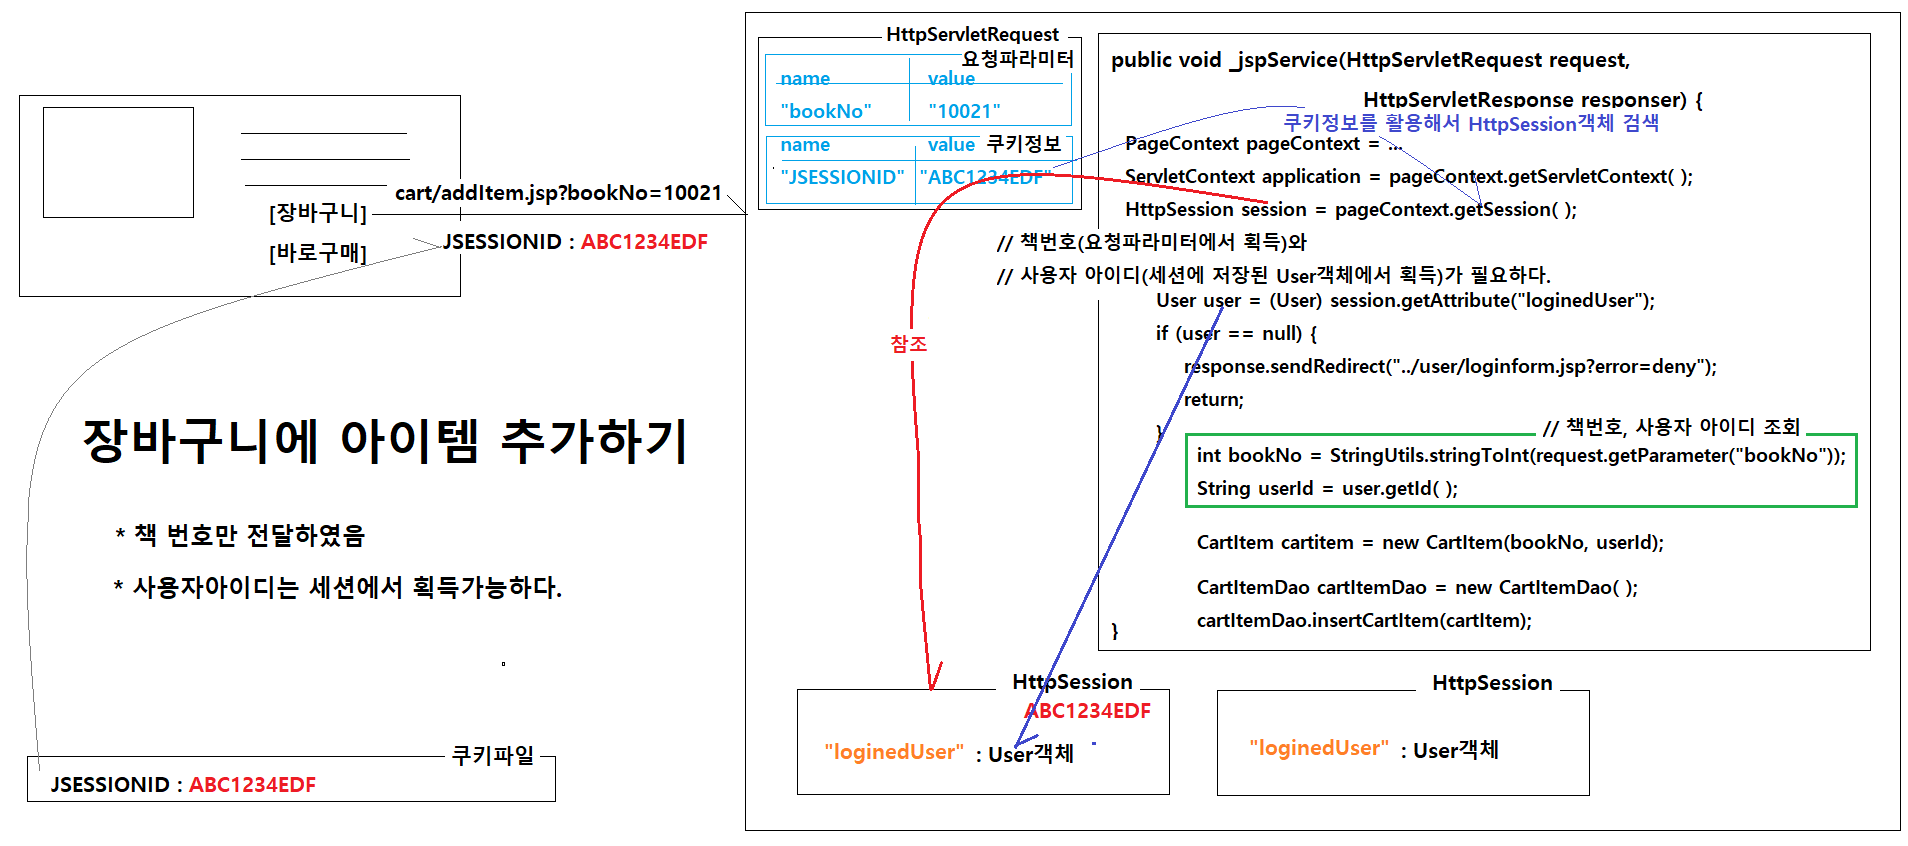 cart/addItem.jsp?bookNo=10021
[장바구니]
[바로구매]
JSESSIONID : ABC1234EDF
장바구니에 아이템 추가하기
* 책 번호만 전달하였음
* 사용자아이디는 세션에서 획득가능하다.
쿠키파일
JSESSIONID : ABC1234EDF
HttpServletRequest
요청파라미터
name value
"bookNo" "10021"
쿠키정보
name value
"JSESSIONID" "ABC1234EDF"
public void _jspService(HttpServletRequest request,
HttpServletResponse responser) {
쿠키정보를 활용해서 HttpSession객체 검색
PageContext pageContext = ...
ServletContext application = pageContext.getServletContext( );
HttpSession session = pageContext.getSession( );
// 책번호(요청파라미터에서 획득)와
// 사용자 아이디(세션에 저장된 User객체에서 획득)가 필요하다.
User user = (User) session.getAttribute("loginedUser");
if (user == null) {
response.sendRedirect("../user/loginform.jsp?error=deny");
return;
}
// 책번호, 사용자 아이디 조회
int bookNo = StringUtils.stringToInt(request.getParameter("bookNo"));
String userId = user.getId( );
CartItem cartitem = new CartItem(bookNo, userId);
CartItemDao cartItemDao = new CartItemDao( );
cartItemDao.insertCartItem(cartItem);
}
참조
HttpSession
ABC1234EDF
"loginedUser" : User객체
HttpSession
"loginedUser" : User객체